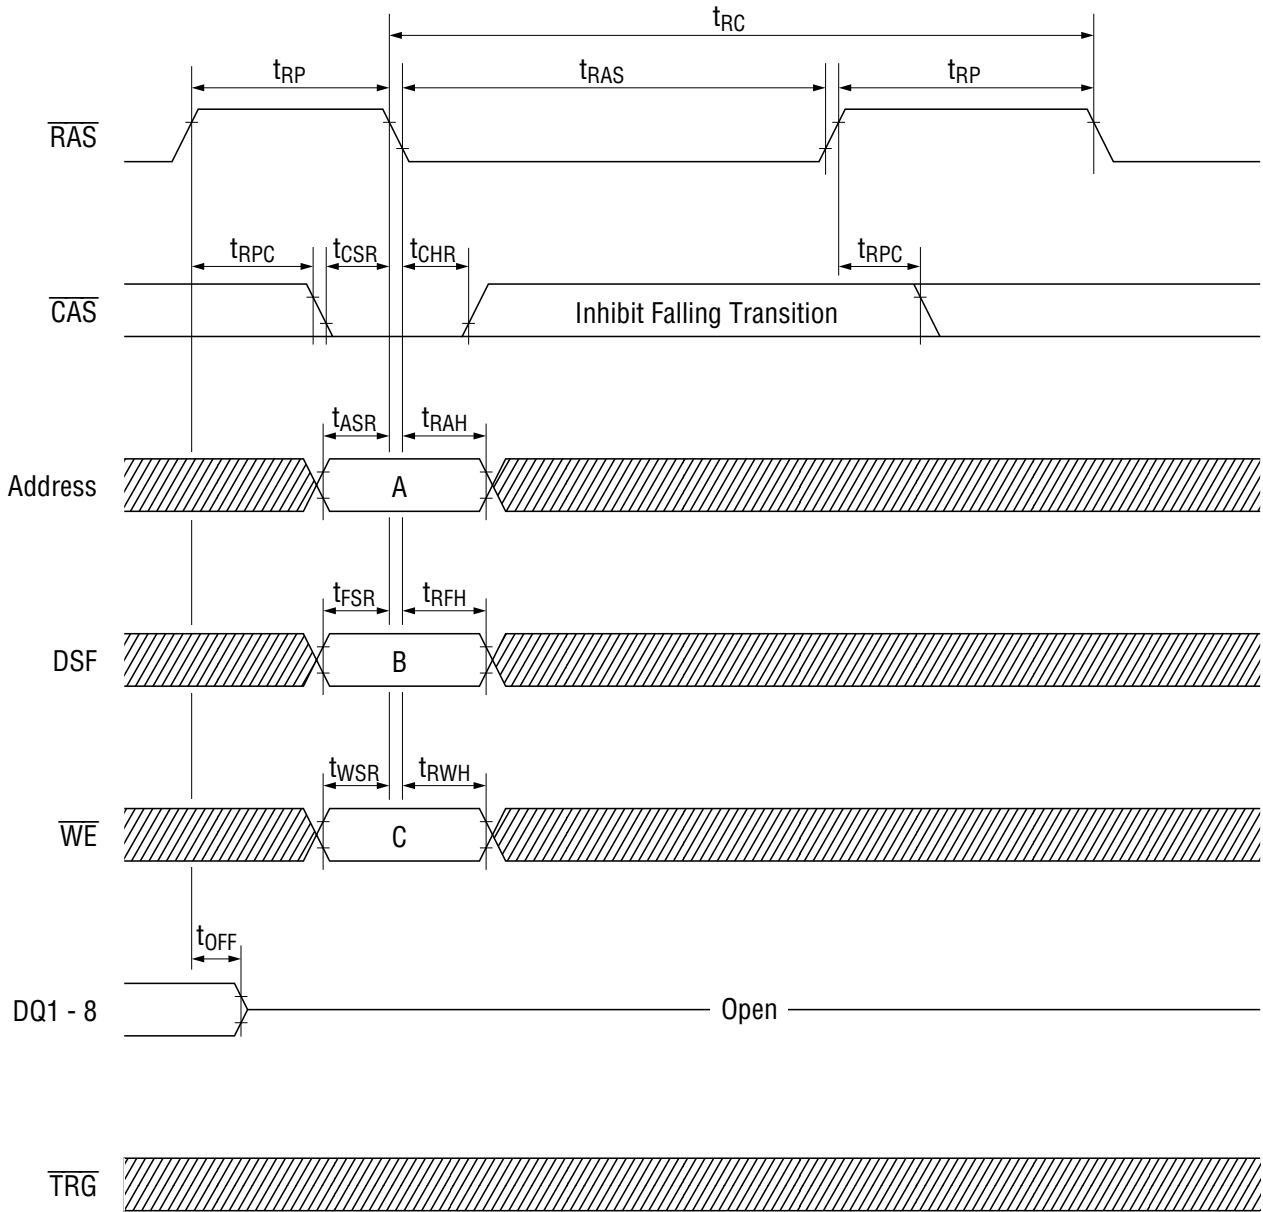 tRC
tRP tRAS tRP
RAS
tRPC tCSR tCHR tRPC
CAS Inhibit Falling Transition
tASR tRAH
Address A
tFSR tRFH
DSF B
tWSR tRWH
WE C
tOFF
DQ1 - 8 Open
TRG